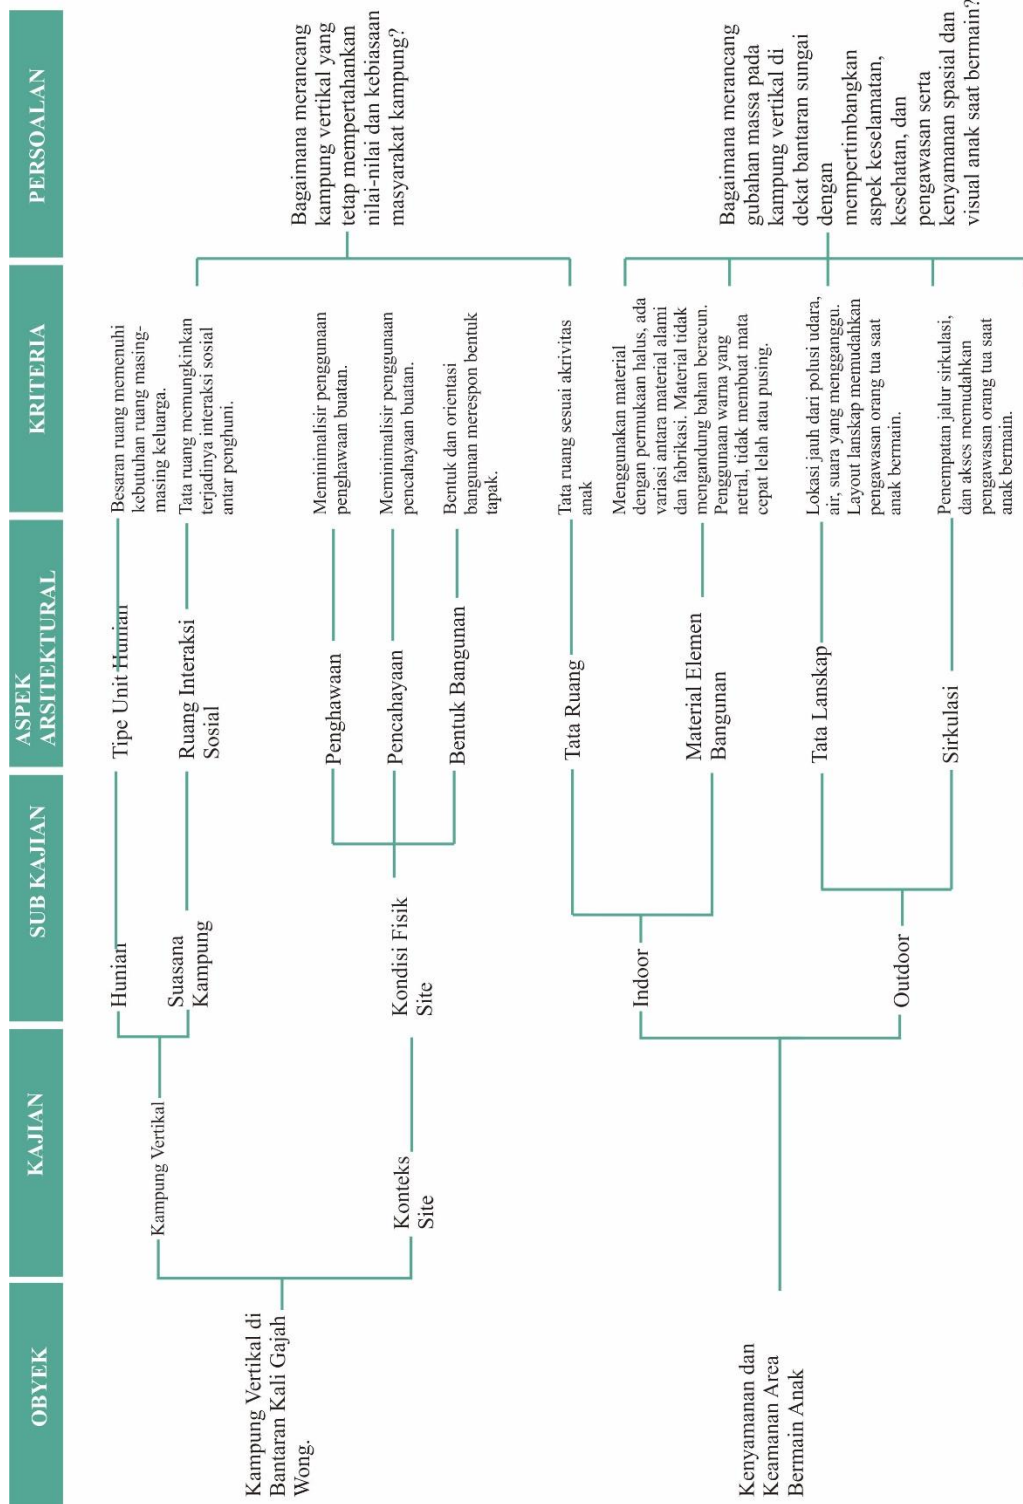 OBYEK
KAJIAN
SUB KAJIAN
ASPEK
ARSITEKTURAL
KRITERIA
PERSOALAN
Kampung Vertikal di
Bantaran Kali Gajah
Wong.
Kampung Vertikal
Konteks
Site
Hunian
Suasana
Kampung
Kondisi Fisik
Site
Tipe Unit Hunian
Ruang Interaksi
Sosial
Penghawaan
Pencahayaan
Bentuk Bangunan
Besaran ruang memenuhi
kebutuhan ruang masing-
masing keluarga.
Tata ruang memungkinkan
terjadinya interaksi sosial
antar penghuni.
Meminimalisir penggunaan
penghawaan buatan.
Meminimalisir penggunaan
pencahayaan buatan.
Bentuk dan orientasi
bangunan merespon bentuk
tapak.
Bagaimana merancang
kampung vertikal yang
tetap mempertahankan
nilai-nilai dan kebiasaan
masyarakat kampung?
Kenyamanan dan
Keamanan Area
Bermain Anak
Indoor
Outdoor
Tata Ruang
Material Elemen
Bangunan
Tata Lanskap
Sirkulasi
Tata ruang sesuai akrivitas
anak
Menggunakan material
dengan permukaan halus, ada
variasi antara material alami
dan fabrikasi. Material tidak
mengandung bahan beracun.
Penggunaan warna yang
netral, tidak membuat mata
cepat lelah atau pusing.
Lokasi jauh dari polusi udara,
air, suara yang mengganggu.
Layout lanskap memudahkan
pengawasan orang tua saat
anak bermain.
Penempatan jalur sirkulasi,
dan akses memudahkan
pengawasan orang tua saat
anak bermain.
Bagaimana merancang
gubahan massa pada
kampung vertikal di
dekat bantaran sungai
dengan
mempertimbangkan
aspek keselamatan,
kesehatan, dan
pengawasan serta
kenyamanan spasial dan
visual anak saat bermain?